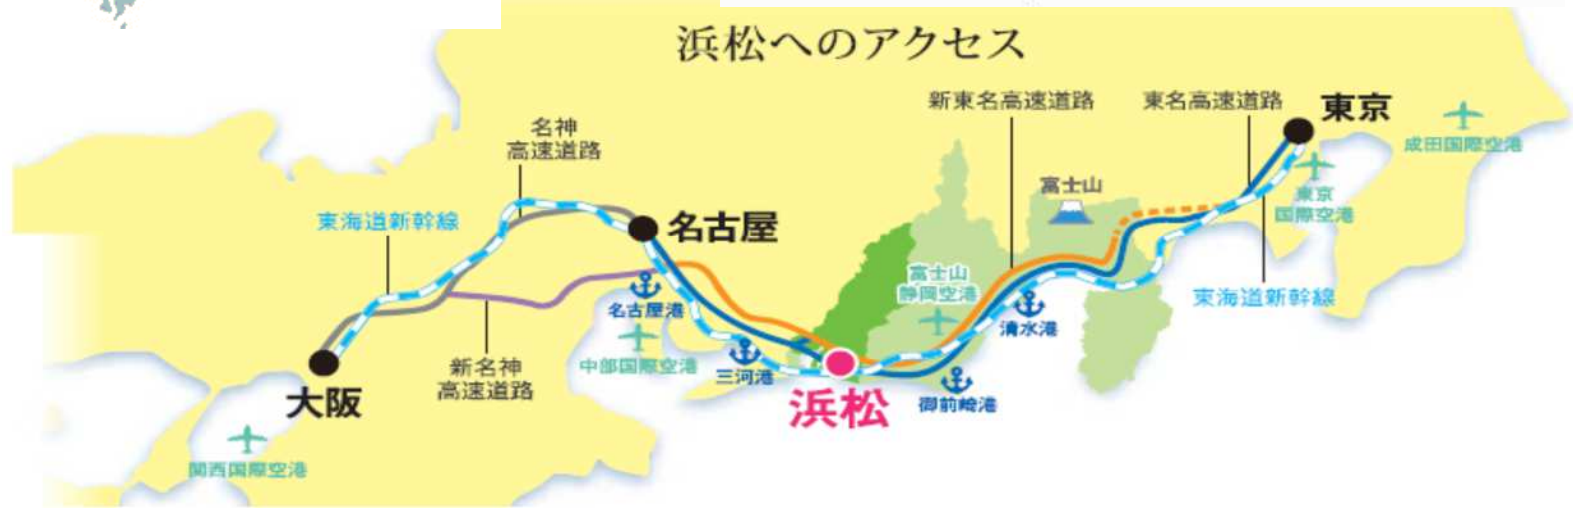 浜松へのアクセス
新東名高速道路
東名高速道路
東京
成田国際空港
名神
高速道路
富士山
東京
国際空港
東海道新幹線
名古屋
富士山
静岡空港
東海道新幹線
名古屋港
清水港
中部国際空港
三河港
新名神
高速道路
大阪
浜松
御前崎港
関西国際空港